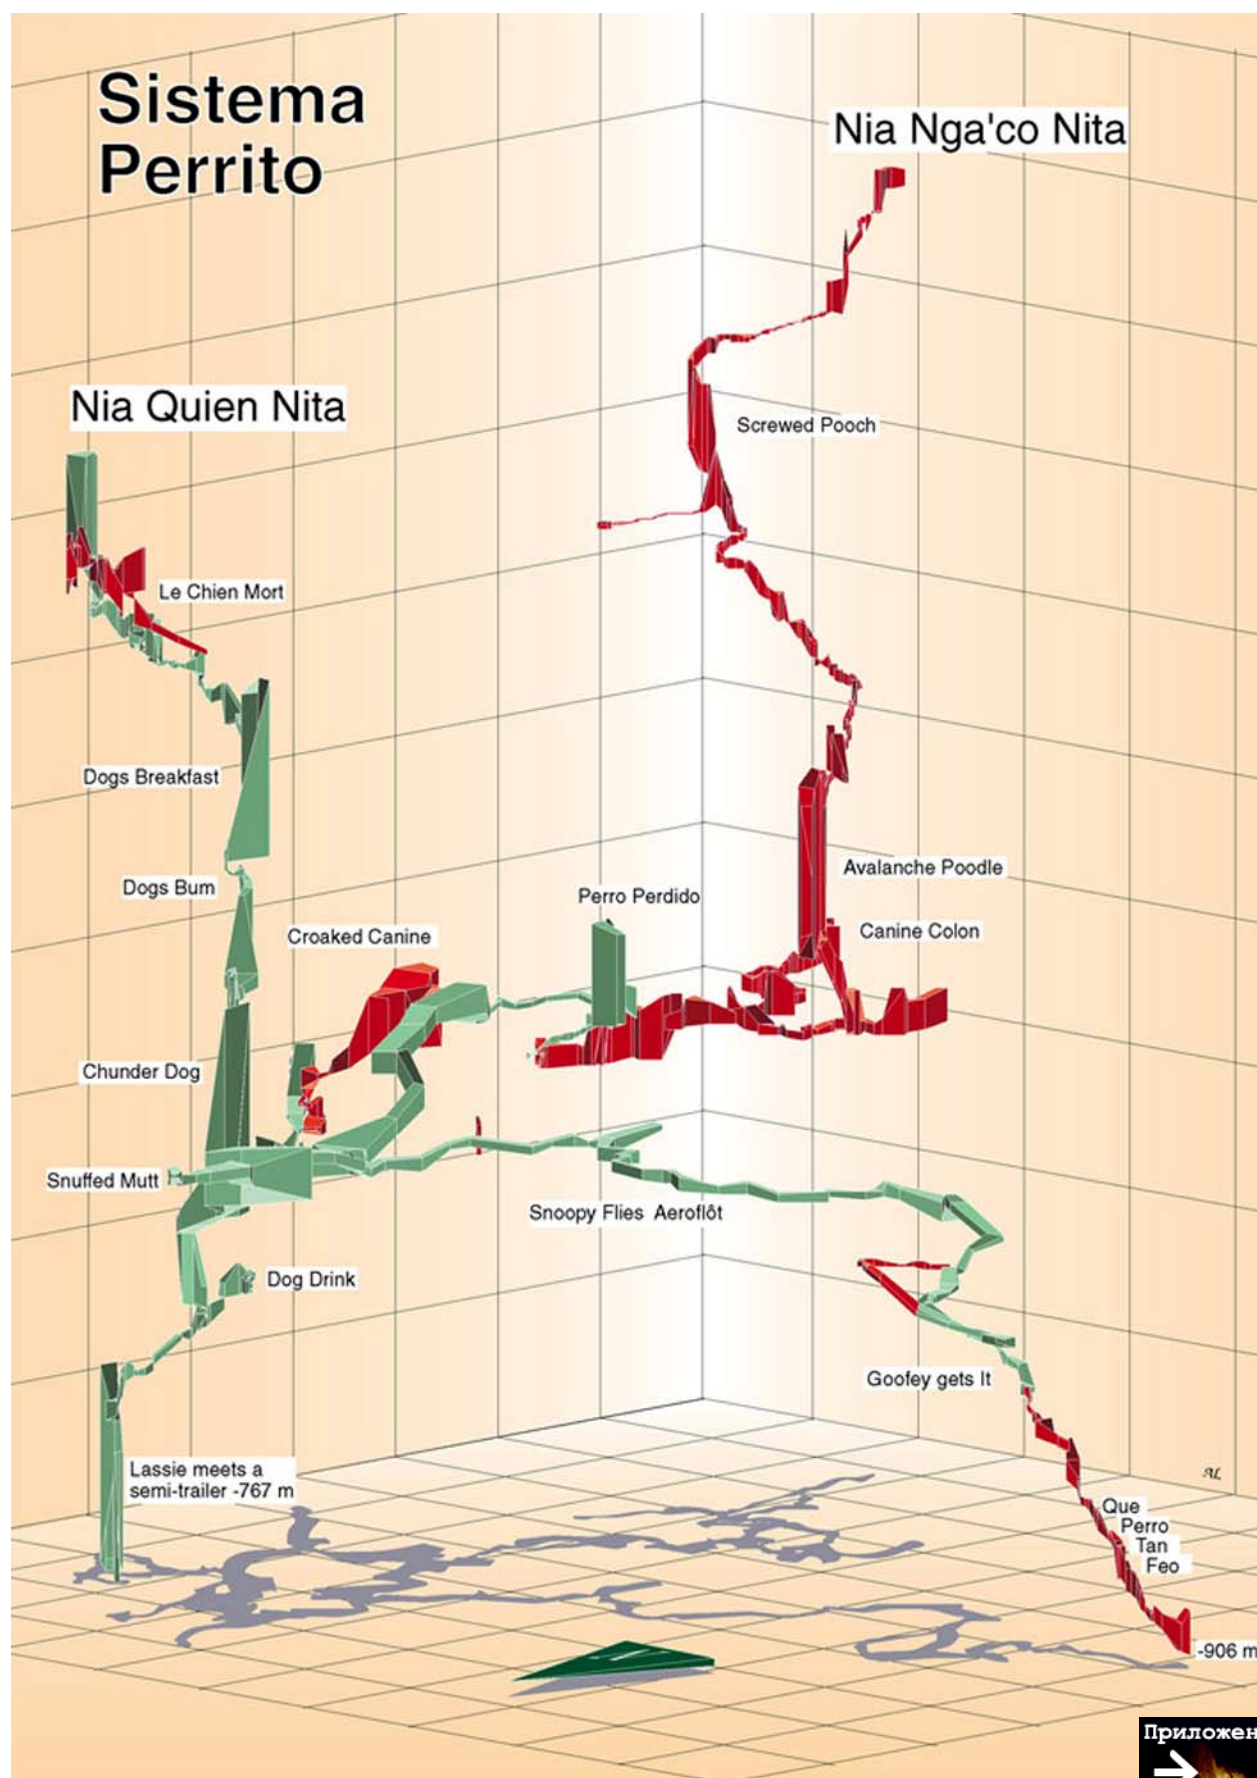 Sistema
Perrito
Nia Nga'co Nita
Nia Quien Nita
Screwed Pooch
Le Chien Mort
Dogs Breakfast
Dogs Bum
Avalanche Poodle
Perro Perdido
Canine Colon
Croaked Canine
Chunder Dog
Snuffed Mutt
Snoopy Flies Aeroflôt
Dog Drink
Goofey gets It
Lassie meets a
semi-trailer -767 m
AL
Que
Perro
Tan
Feo
-906 m
Приложен